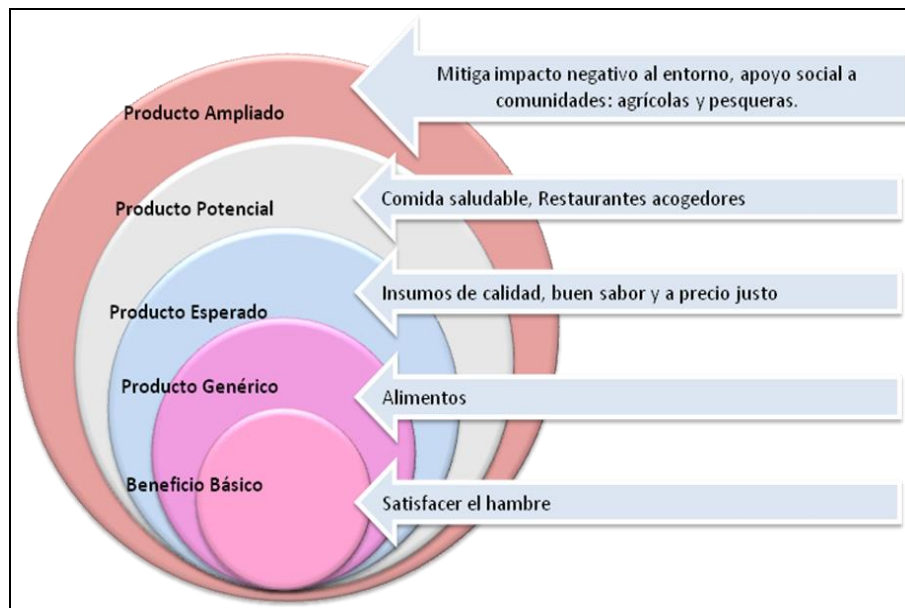 Producto Ampliado
Mitiga impacto negativo al entorno, apoyo social a
comunidades: agrícolas y pesqueras.
Producto Potencial
Comida saludable, Restaurantes acogedores
Producto Esperado
Insumos de calidad, buen sabor y a precio justo
Producto Genérico
Alimentos
Beneficio Básico
Satisfacer el hambre